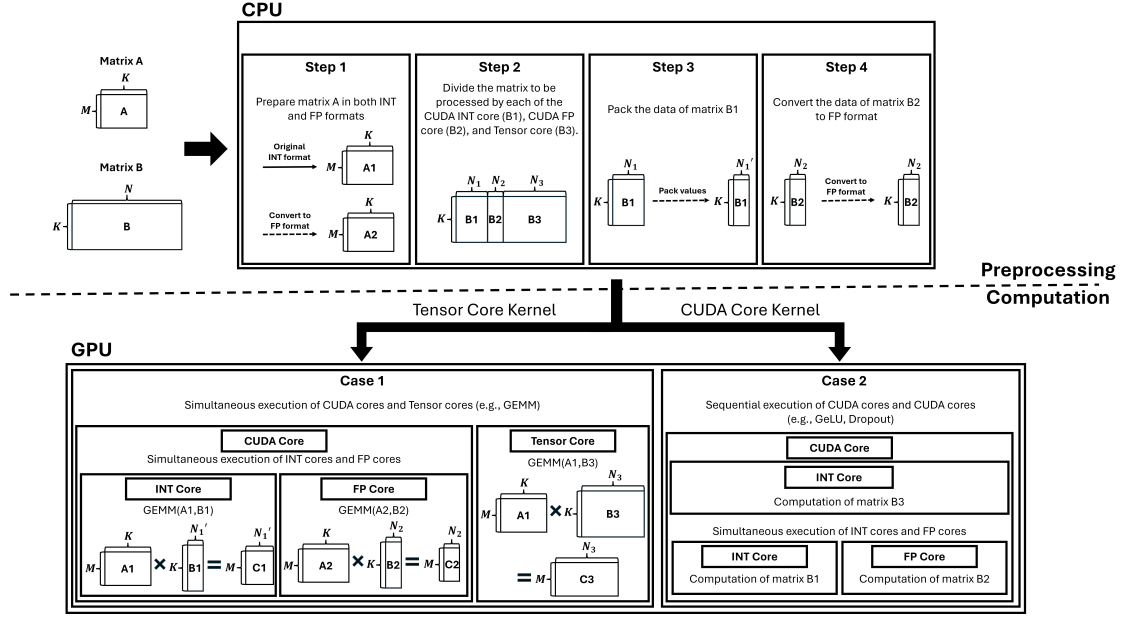 CPU
Matrix A
K
M
A
Matrix B
N
K
B
Step 1
Prepare matrix A in both INT
and FP formats
Original
INT format
K
M
A1
Convert to
FP format
K
M
A2
Step 2
Divide the matrix to be
processed by each of the
CUDA INT core (B1), CUDA FP
core (B2), and Tensor core (B3).
N1 N2 N3
K
B1 B2 B3
Step 3
Pack the data of matrix B1
N1
K
B1
Pack values
N1′
K
B1
Step 4
Convert the data of matrix B2
to FP format
N2
K
B2
Convert to
FP format
N2
K
B2
Preprocessing
Computation
Tensor Core Kernel
CUDA Core Kernel
GPU
Case 1
Simultaneous execution of CUDA cores and Tensor cores (e.g., GEMM)
CUDA Core
Simultaneous execution of INT cores and FP cores
INT Core
GEMM(A1,B1)
K N1′ N1′
M A1 × K B1 = M C1
FP Core
GEMM(A2,B2)
K N2 N2
M A2 × K B2 = M C2
Tensor Core
GEMM(A1,B3)
K N3
M A1 × K B3
N3
= M C3
Case 2
Sequential execution of CUDA cores and CUDA cores
(e.g., GeLU, Dropout)
CUDA Core
INT Core
Computation of matrix B3
Simultaneous execution of INT cores and FP cores
INT Core
Computation of matrix B1
FP Core
Computation of matrix B2